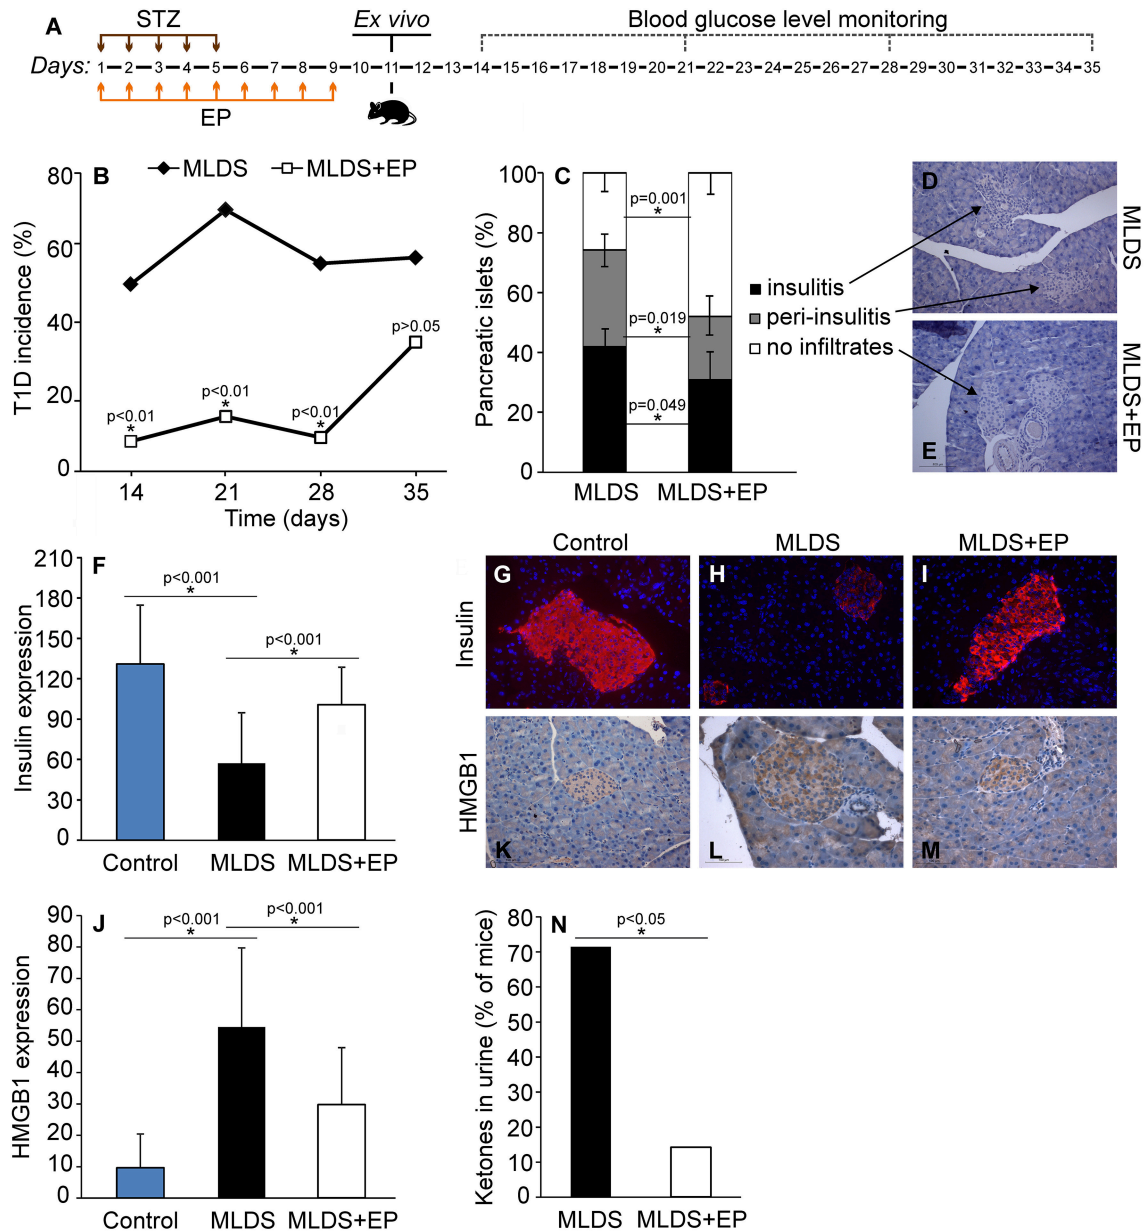 A
STZ
Ex vivo
Blood glucose level monitoring
Days: 1 2 3 4 5 6 7 8 9 10 11 12 13 14 15 16 17 18 19 20 21 22 23 24 25 26 27 28 29 30 31 32 33 34 35
EP
B
MLDS
MLDS+EP
T1D incidence (%)
80
60
40
20
0
p<0.01
*
p<0.01
*
p<0.01
*
p>0.05
14 21 28 35
Time (days)
C
Pancreatic islets (%)
100
80
60
40
20
0
p=0.001
*
p=0.019
*
p=0.049
*
MLDS MLDS+EP
insulitis
peri-insulitis
no infiltrates
D
MLDS
E
MLDS+EP
F
Insulin expression
210
180
150
120
90
60
30
0
p<0.001
*
p<0.001
*
Control MLDS MLDS+EP
Control MLDS MLDS+EP
Insulin
G H I
HMGB1
K L M
J
HMGB1 expression
90
80
70
60
50
40
30
20
10
0
p<0.001
*
p<0.001
*
Control MLDS MLDS+EP
N
Ketones in urine (% of mice)
80
70
60
50
40
30
20
10
0
p<0.05
*
MLDS MLDS+EP